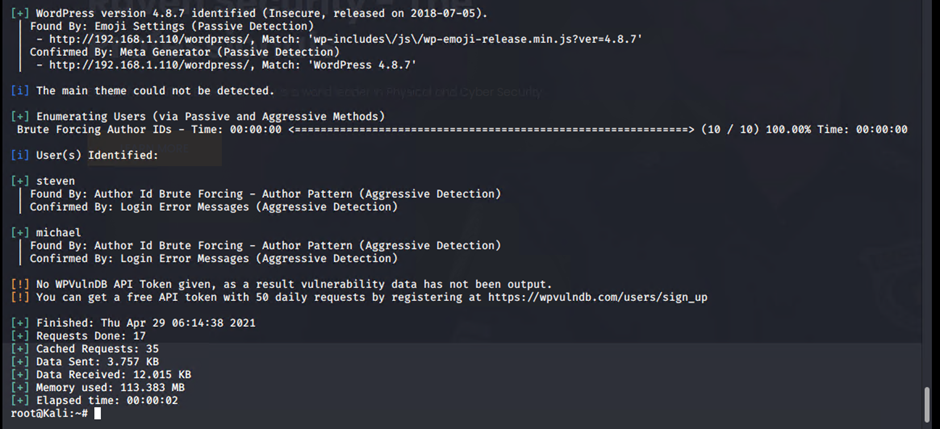 [+] WordPress version 4.8.7 identified (Insecure, released on 2018-07-05).
 | Found By: Emoji Settings (Passive Detection)
 |  - http://192.168.1.110/wordpress/, Match: 'wp-includes\/js\/wp-emoji-release.min.js?ver=4.8.7'
 | Confirmed By: Meta Generator (Passive Detection)
 |  - http://192.168.1.110/wordpress/, Match: 'WordPress 4.8.7'
[i] The main theme could not be detected.
[+] Enumerating Users (via Passive and Aggressive Methods)
 Brute Forcing Author IDs - Time: 00:00:00 <=============================================================> (10 / 10) 100.00% Time: 00:00:00
[i] User(s) Identified:
[+] steven
 | Found By: Author Id Brute Forcing - Author Pattern (Aggressive Detection)
 | Confirmed By: Login Error Messages (Aggressive Detection)
[+] michael
 | Found By: Author Id Brute Forcing - Author Pattern (Aggressive Detection)
 | Confirmed By: Login Error Messages (Aggressive Detection)
[!] No WPVulnDB API Token given, as a result vulnerability data has not been output.
[!] You can get a free API token with 50 daily requests by registering at https://wpvulndb.com/users/sign_up
[+] Finished: Thu Apr 29 06:14:38 2021
[+] Requests Done: 17
[+] Cached Requests: 35
[+] Data Sent: 3.757 KB
[+] Data Received: 12.015 KB
[+] Memory used: 113.383 MB
[+] Elapsed time: 00:00:02
root@Kali:~#